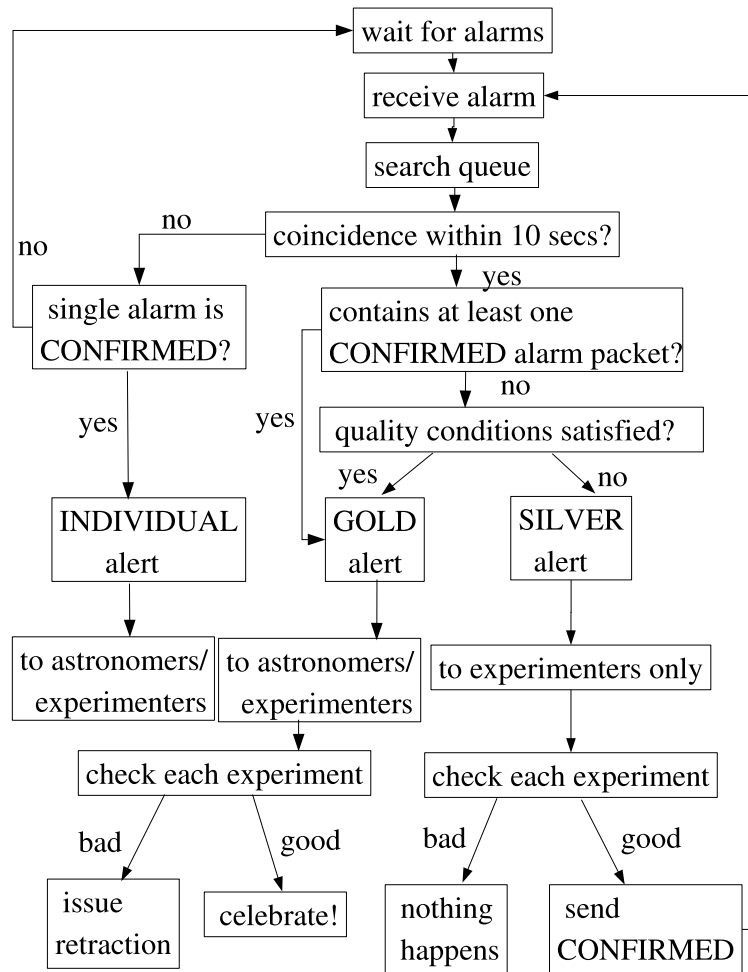 wait for alarms
receive alarm
search queue
coincidence within 10 secs?
no
no
yes
single alarm is
CONFIRMED?
contains at least one
CONFIRMED alarm packet?
no
yes
yes
quality conditions satisfied?
yes
no
INDIVIDUAL
alert
GOLD
alert
SILVER
alert
to astronomers/
experimenters
to astronomers/
experimenters
to experimenters only
check each experiment
check each experiment
bad
good
bad
good
issue
retraction
celebrate!
nothing
happens
send
CONFIRMED